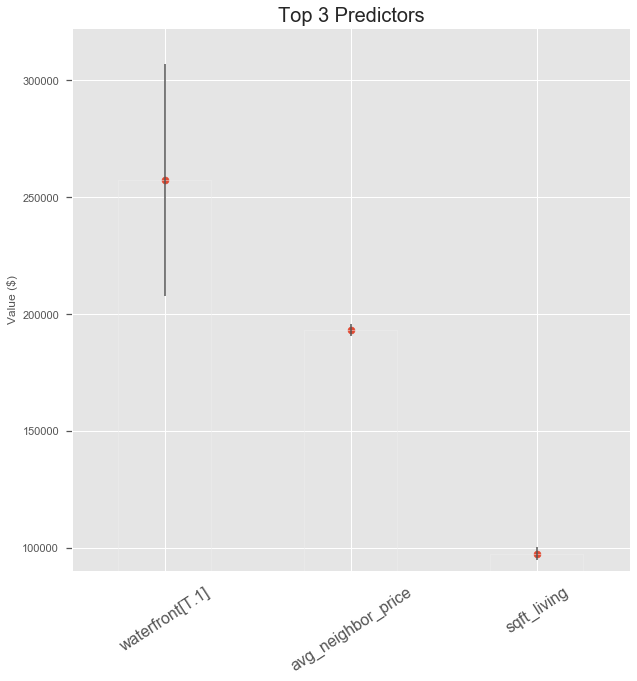 Top 3 Predictors
300000
250000
200000
150000
100000
Value ($)
waterfront[T.1]
avg_neighbor_price
sqft_living